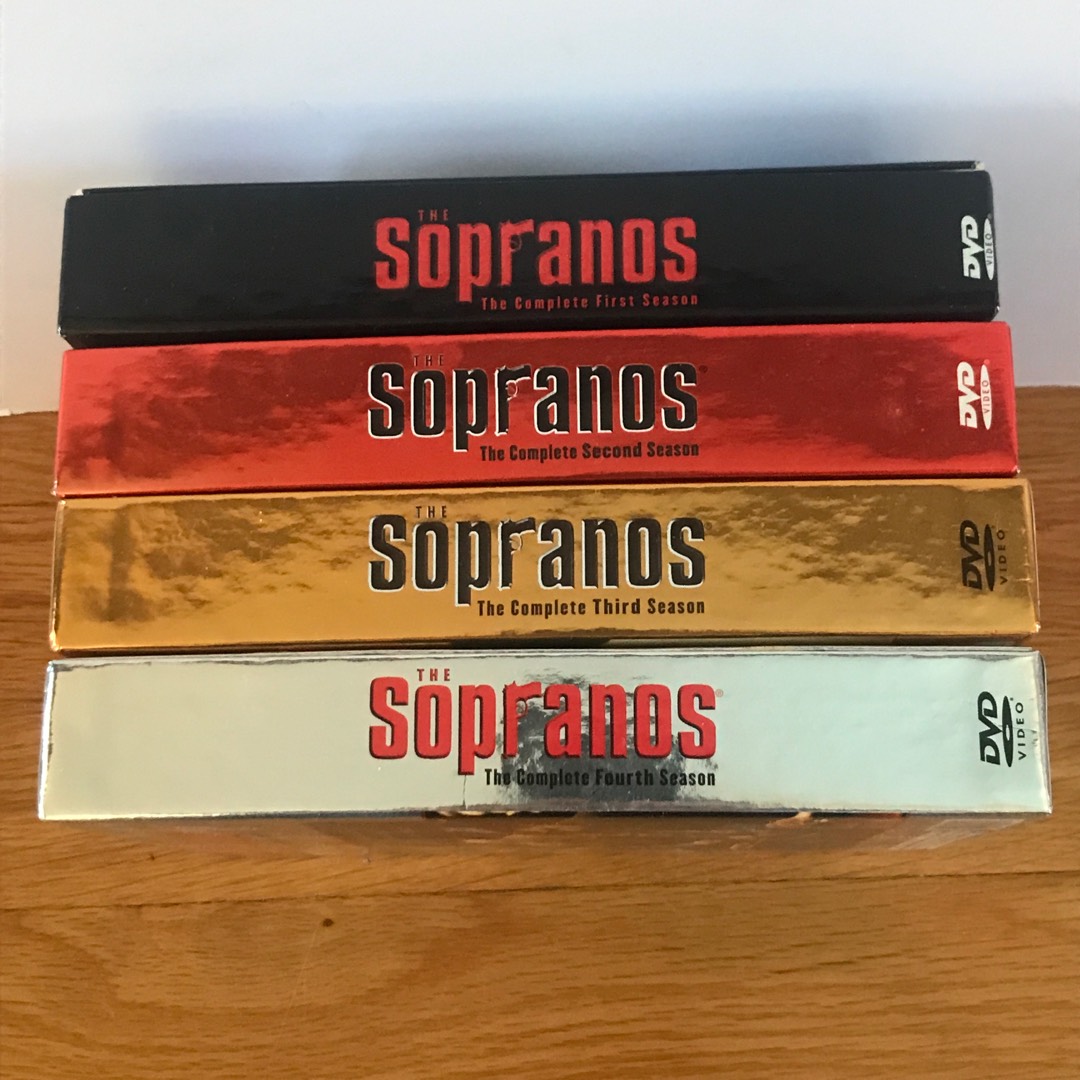 THE
Sopranos
The Complete First Season
DVD
VIDEO
THE
Sopranos
The Complete Second Season
DVD
VIDEO
THE
Sopranos
The Complete Third Season
DVD
VIDEO
THE
Sopranos®
The Complete Fourth Season
DVD
VIDEO